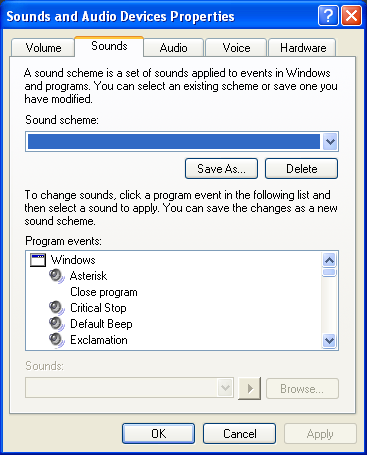 Sounds and Audio Devices Properties
Volume
Sounds
Audio
Voice
Hardware
A sound scheme is a set of sounds applied to events in Windows
and programs. You can select an existing scheme or save one you
have modified.
Sound scheme:
Save As...
Delete
To change sounds, click a program event in the following list and
then select a sound to apply. You can save the changes as a new
sound scheme.
Program events:
Windows
Asterisk
Close program
Critical Stop
Default Beep
Exclamation
Sounds:
Browse...
OK
Cancel
Apply